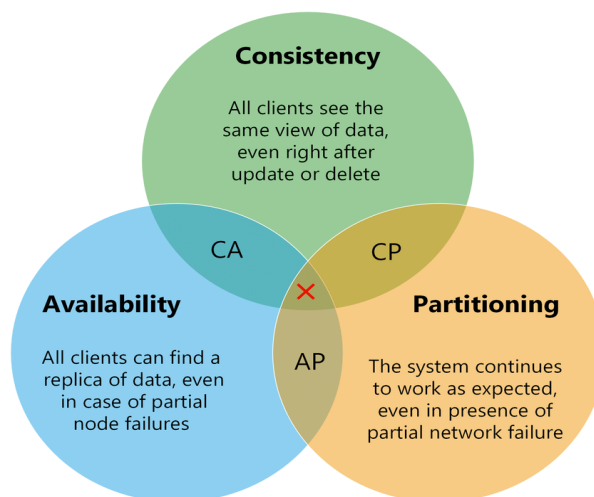 Consistency
All clients see the
same view of data,
even right after
update or delete
CA
CP
Availability
All clients can find a
replica of data, even
in case of partial
node failures
Partitioning
The system continues
to work as expected,
even in presence of
partial network failure
AP